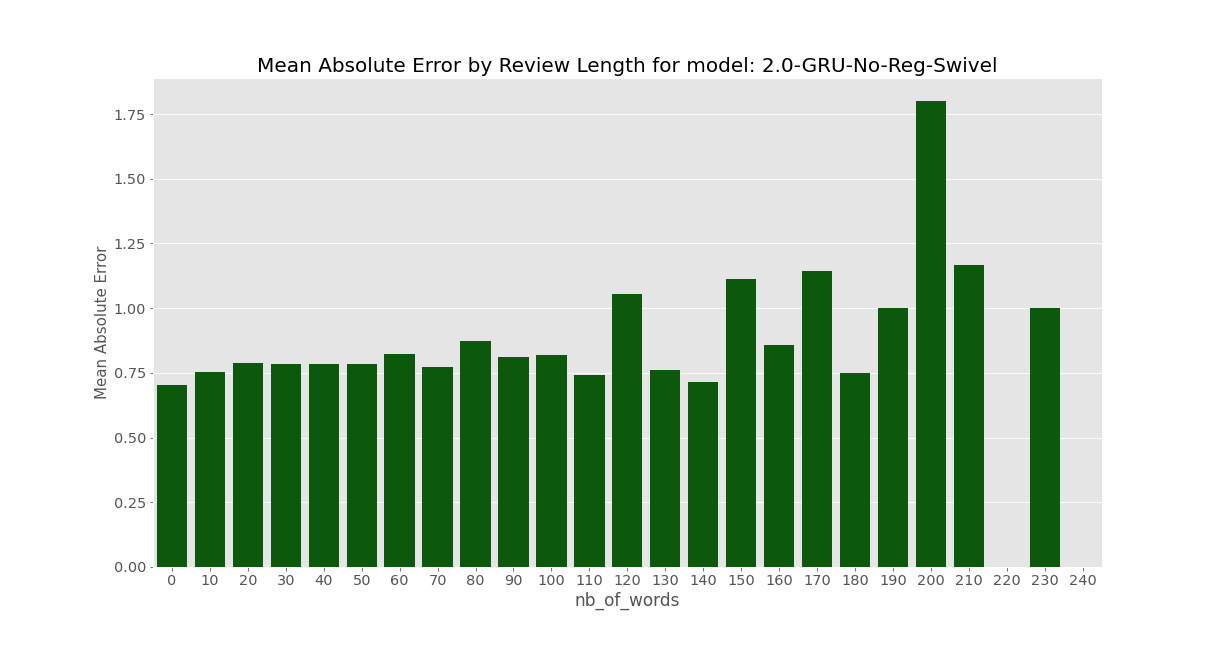 Mean Absolute Error by Review Length for model: 2.0-GRU-No-Reg-Swivel
Mean Absolute Error
1.75
1.50
1.25
1.00
0.75
0.50
0.25
0.00
0 10 20 30 40 50 60 70 80 90 100 110 120 130 140 150 160 170 180 190 200 210 220 230 240
nb_of_words